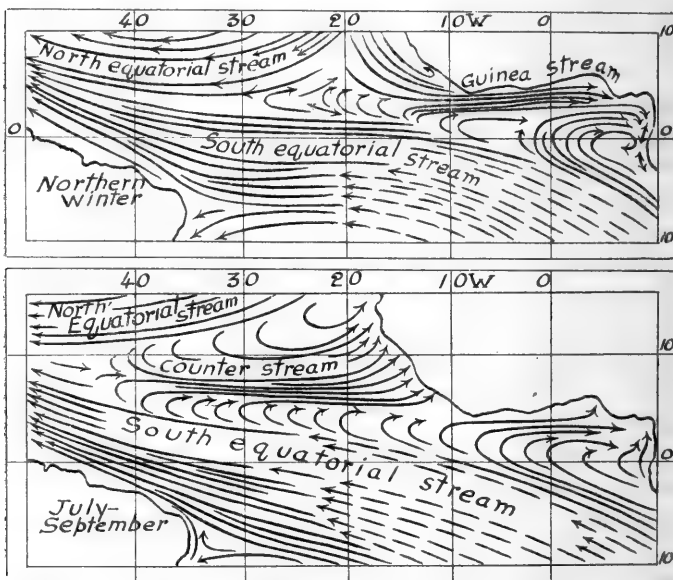 40 30 20 10W 0
10
North equatorial stream
Guinea stream
0
0
South equatorial stream
Northern
Winter
10
40 30 20 10W 0
North
Equatorial stream
10
Counter stream
South equatorial stream
0
0
July-
September
10